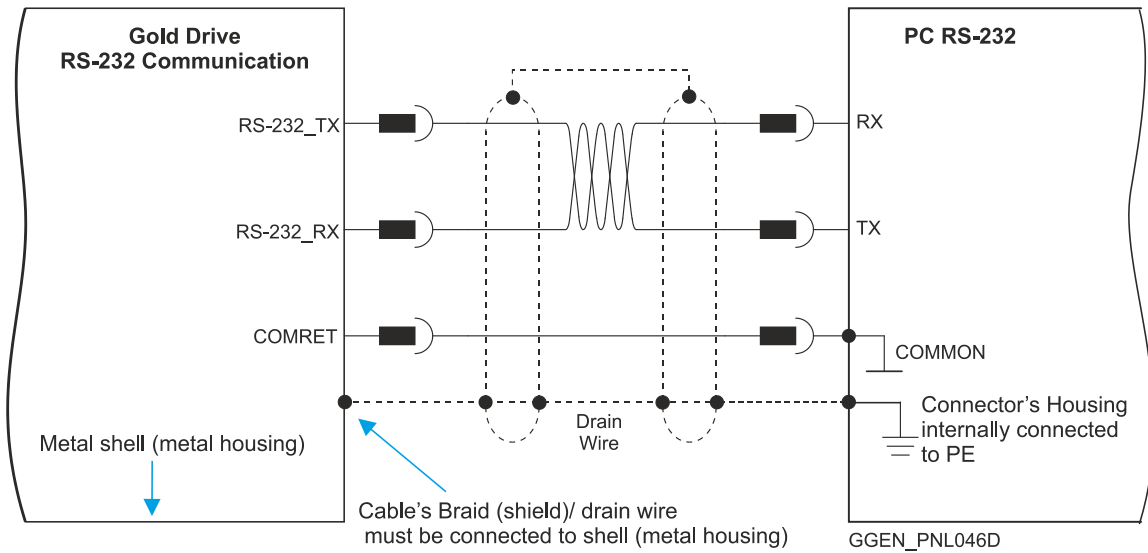 Gold Drive
RS-232 Communication
PC RS-232
RS-232_TX
RX
RS-232_RX
TX
COMRET
COMMON
Drain
Wire
Connector's Housing
internally connected
to PE
Metal shell (metal housing)
Cable's Braid (shield)/ drain wire
must be connected to shell (metal housing)
GGEN_PNL046D